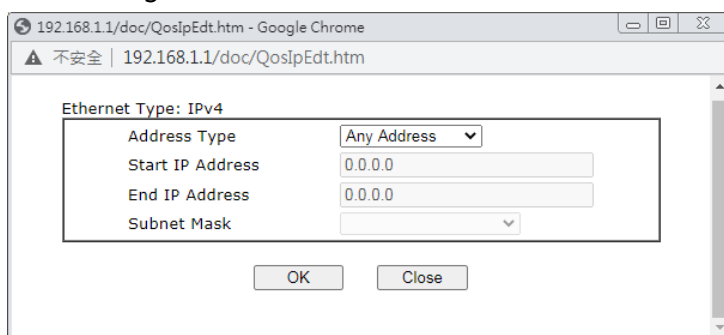 192.168.1.1/doc/QosIpEdt.htm - Google Chrome
不安全 | 192.168.1.1/doc/QosIpEdt.htm
Ethernet Type: IPv4
Address Type Any Address
Start IP Address 0.0.0.0
End IP Address 0.0.0.0
Subnet Mask
OK Close